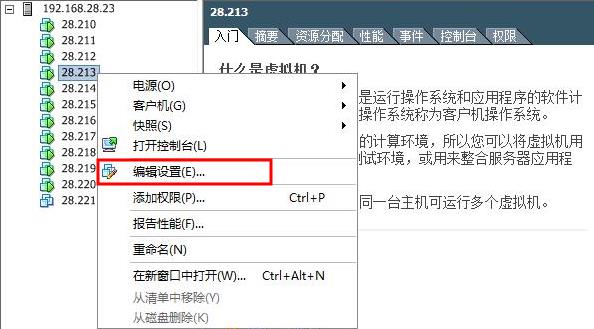 192.168.28.23
28.210
28.211
28.212
28.213
28.214
28.215
28.216
28.217
28.218
28.219
28.220
28.221
电源(O)
客户机(G)
快照(S)
打开控制台(L)
编辑设置(E)...
添加权限(P)... Ctrl+P
报告性能(F)...
重命名(N)
在新窗口中打开(W)... Ctrl+Alt+N
从清单中移除(Y)
从磁盘删除(K)
28.213
入门 摘要 资源分配 性能 事件 控制台 权限
什么是虚拟机？
是运行操作系统和应用程序的软件计
操作系统称为客户机操作系统。
的计算环境，所以您可以将虚拟机用
试环境，或用来整合服务器应用程
同一台主机可运行多个虚拟机。